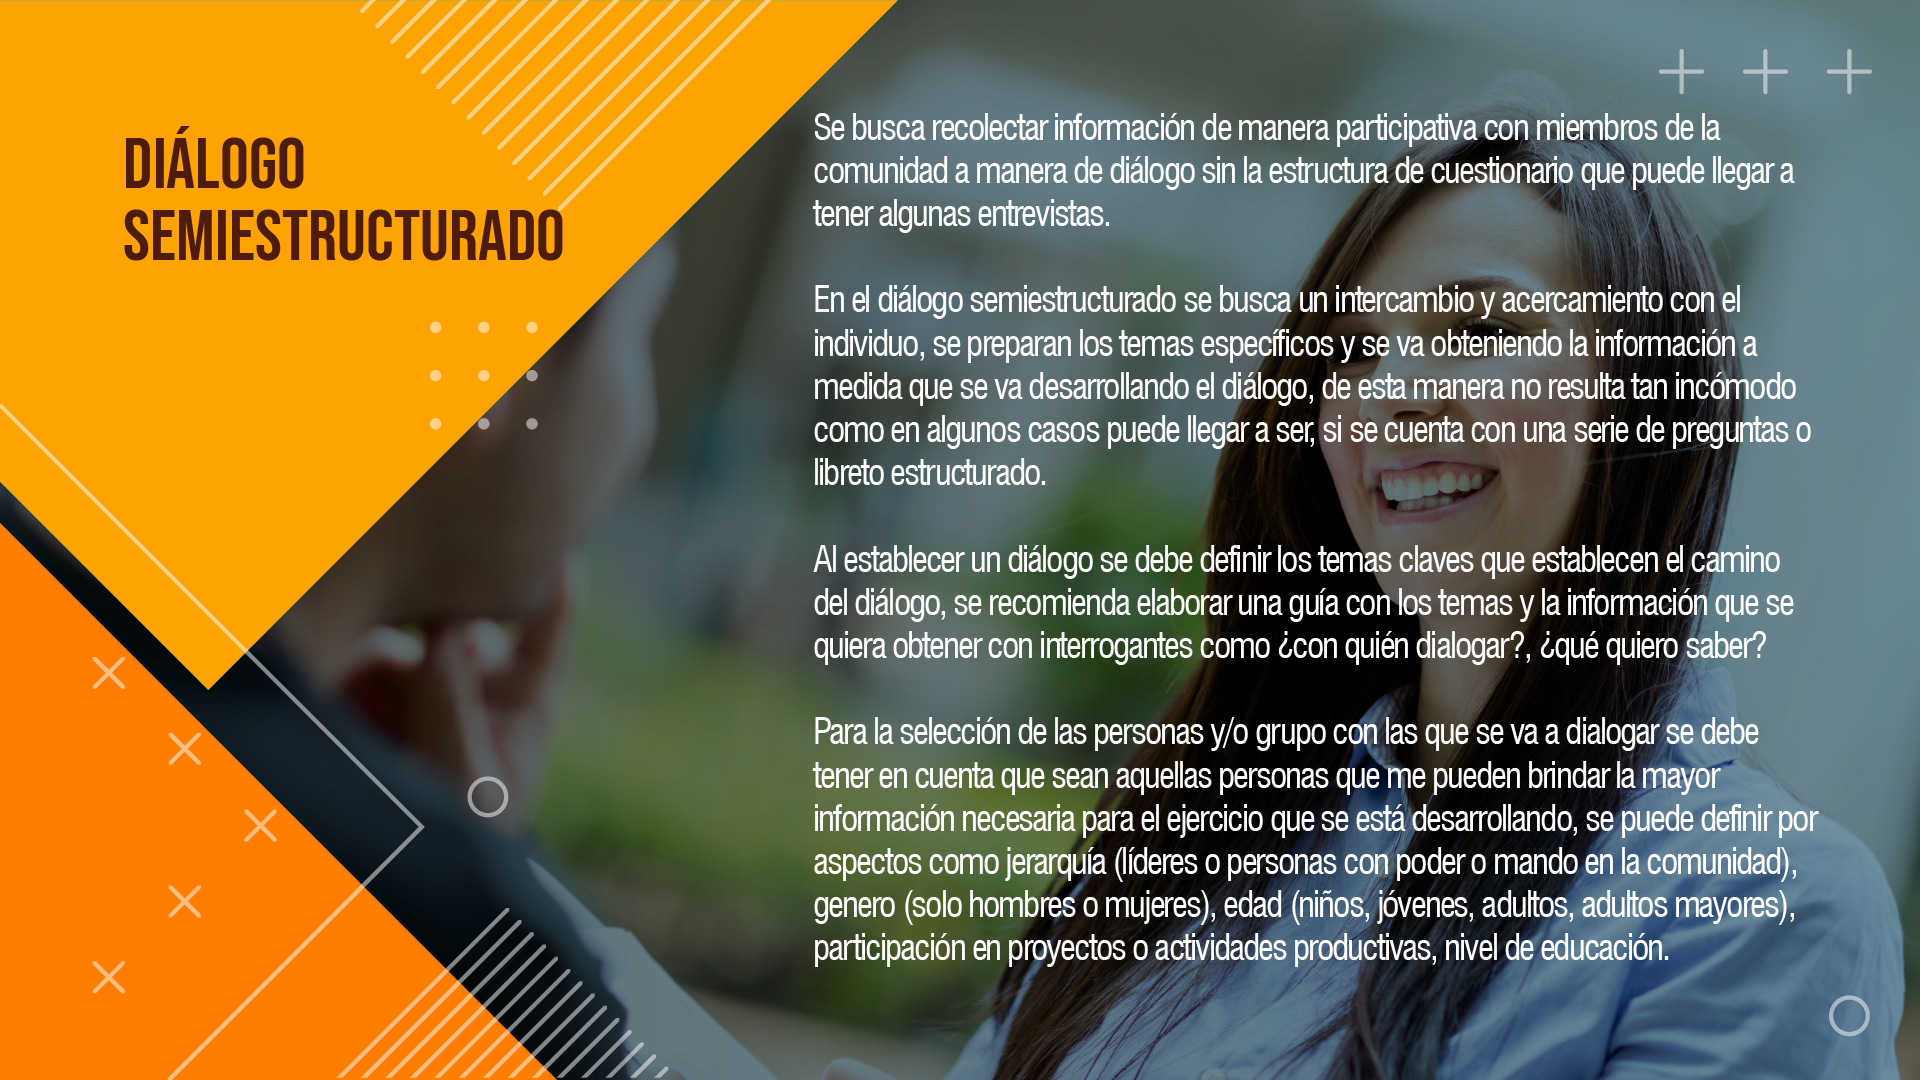 DIÁLOGO
SEMIESTRUCTURADO
Se busca recolectar información de manera participativa con miembros de la
comunidad a manera de diálogo sin la estructura de cuestionario que puede llegar a
tener algunas entrevistas.
En el diálogo semiestructurado se busca un intercambio y acercamiento con el
individuo, se preparan los temas específicos y se va obteniendo la información a
medida que se va desarrollando el diálogo, de esta manera no resulta tan incómodo
como en algunos casos puede llegar a ser, si se cuenta con una serie de preguntas o
libreto estructurado.
Al establecer un diálogo se debe definir los temas claves que establecen el camino
del diálogo, se recomienda elaborar una guía con los temas y la información que se
quiera obtener con interrogantes como ¿con quién dialogar?, ¿qué quiero saber?
Para la selección de las personas y/o grupo con las que se va a dialogar se debe
tener en cuenta que sean aquellas personas que me pueden brindar la mayor
información necesaria para el ejercicio que se está desarrollando, se puede definir por
aspectos como jerarquía (líderes o personas con poder o mando en la comunidad),
genero (solo hombres o mujeres), edad (niños, jóvenes, adultos, adultos mayores),
participación en proyectos o actividades productivas, nivel de educación.